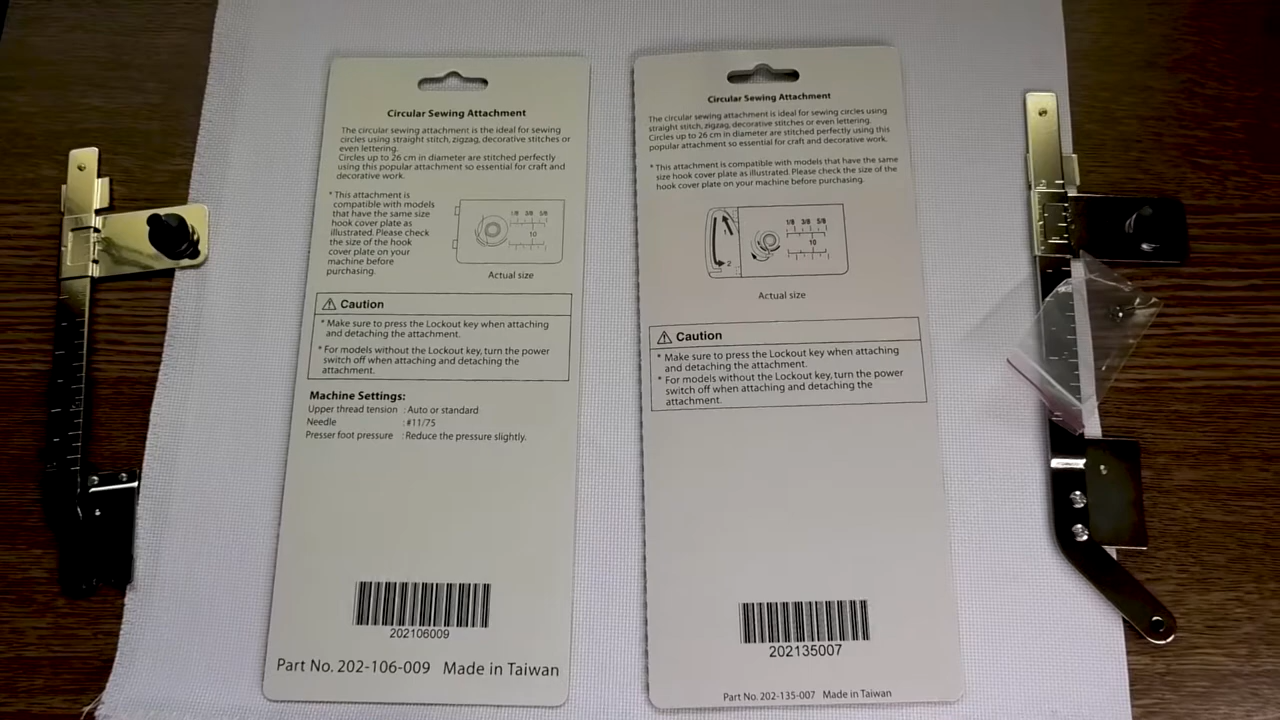 Circular Sewing Attachment
The circular sewing attachment is the ideal for sewing
circles using straight stitch, zigzag, decorative stitches or
even lettering.
Circles up to 26 cm in diameter are stitched perfectly
using this popular attachment so essential for craft and
decorative work.
* This attachment is
compatible with models
that have the same size
hook cover plate as
illustrated. Please check
the size of the hook
cover plate on your
machine before
purchasing.
1/8 3/8 5/8
10
Actual size
Caution
* Make sure to press the Lockout key when attaching
and detaching the attachment.
* For models without the Lockout key, turn the power
switch off when attaching and detaching the
attachment.
Machine Settings:
Upper thread tension : Auto or standard
Needle : #11/75
Presser foot pressure : Reduce the pressure slightly.
202106009
Part No. 202-106-009 Made in Taiwan
Circular Sewing Attachment
The circular sewing attachment is ideal for sewing circles using
straight stitch, zigzag, decorative stitches or even lettering.
Circles up to 26 cm in diameter are stitched perfectly using this
popular attachment so essential for craft and decorative work.
* This attachment is compatible with models that have the same
size hook cover plate as illustrated. Please check the size of the
hook cover plate on your machine before purchasing.
1/8 3/8 5/8
1
10
2
Actual size
Caution
* Make sure to press the Lockout key when attaching
and detaching the attachment.
* For models without the Lockout key, turn the power
switch off when attaching and detaching the
attachment.
202135007
Part No. 202-135-007 Made in Taiwan